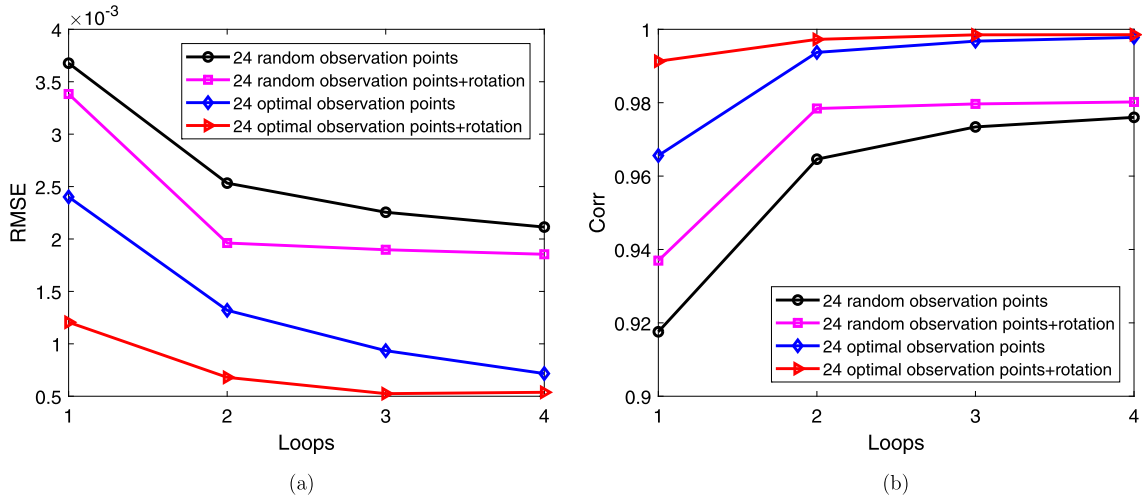 ×10⁻³
4
3.5
3
2.5
2
1.5
1
0.5
RMSE
24 random observation points
24 random observation points+rotation
24 optimal observation points
24 optimal observation points+rotation
1
2
3
4
Loops
(a)
1
0.98
0.96
0.94
0.92
0.9
Corr
24 random observation points
24 random observation points+rotation
24 optimal observation points
24 optimal observation points+rotation
1
2
3
4
Loops
(b)